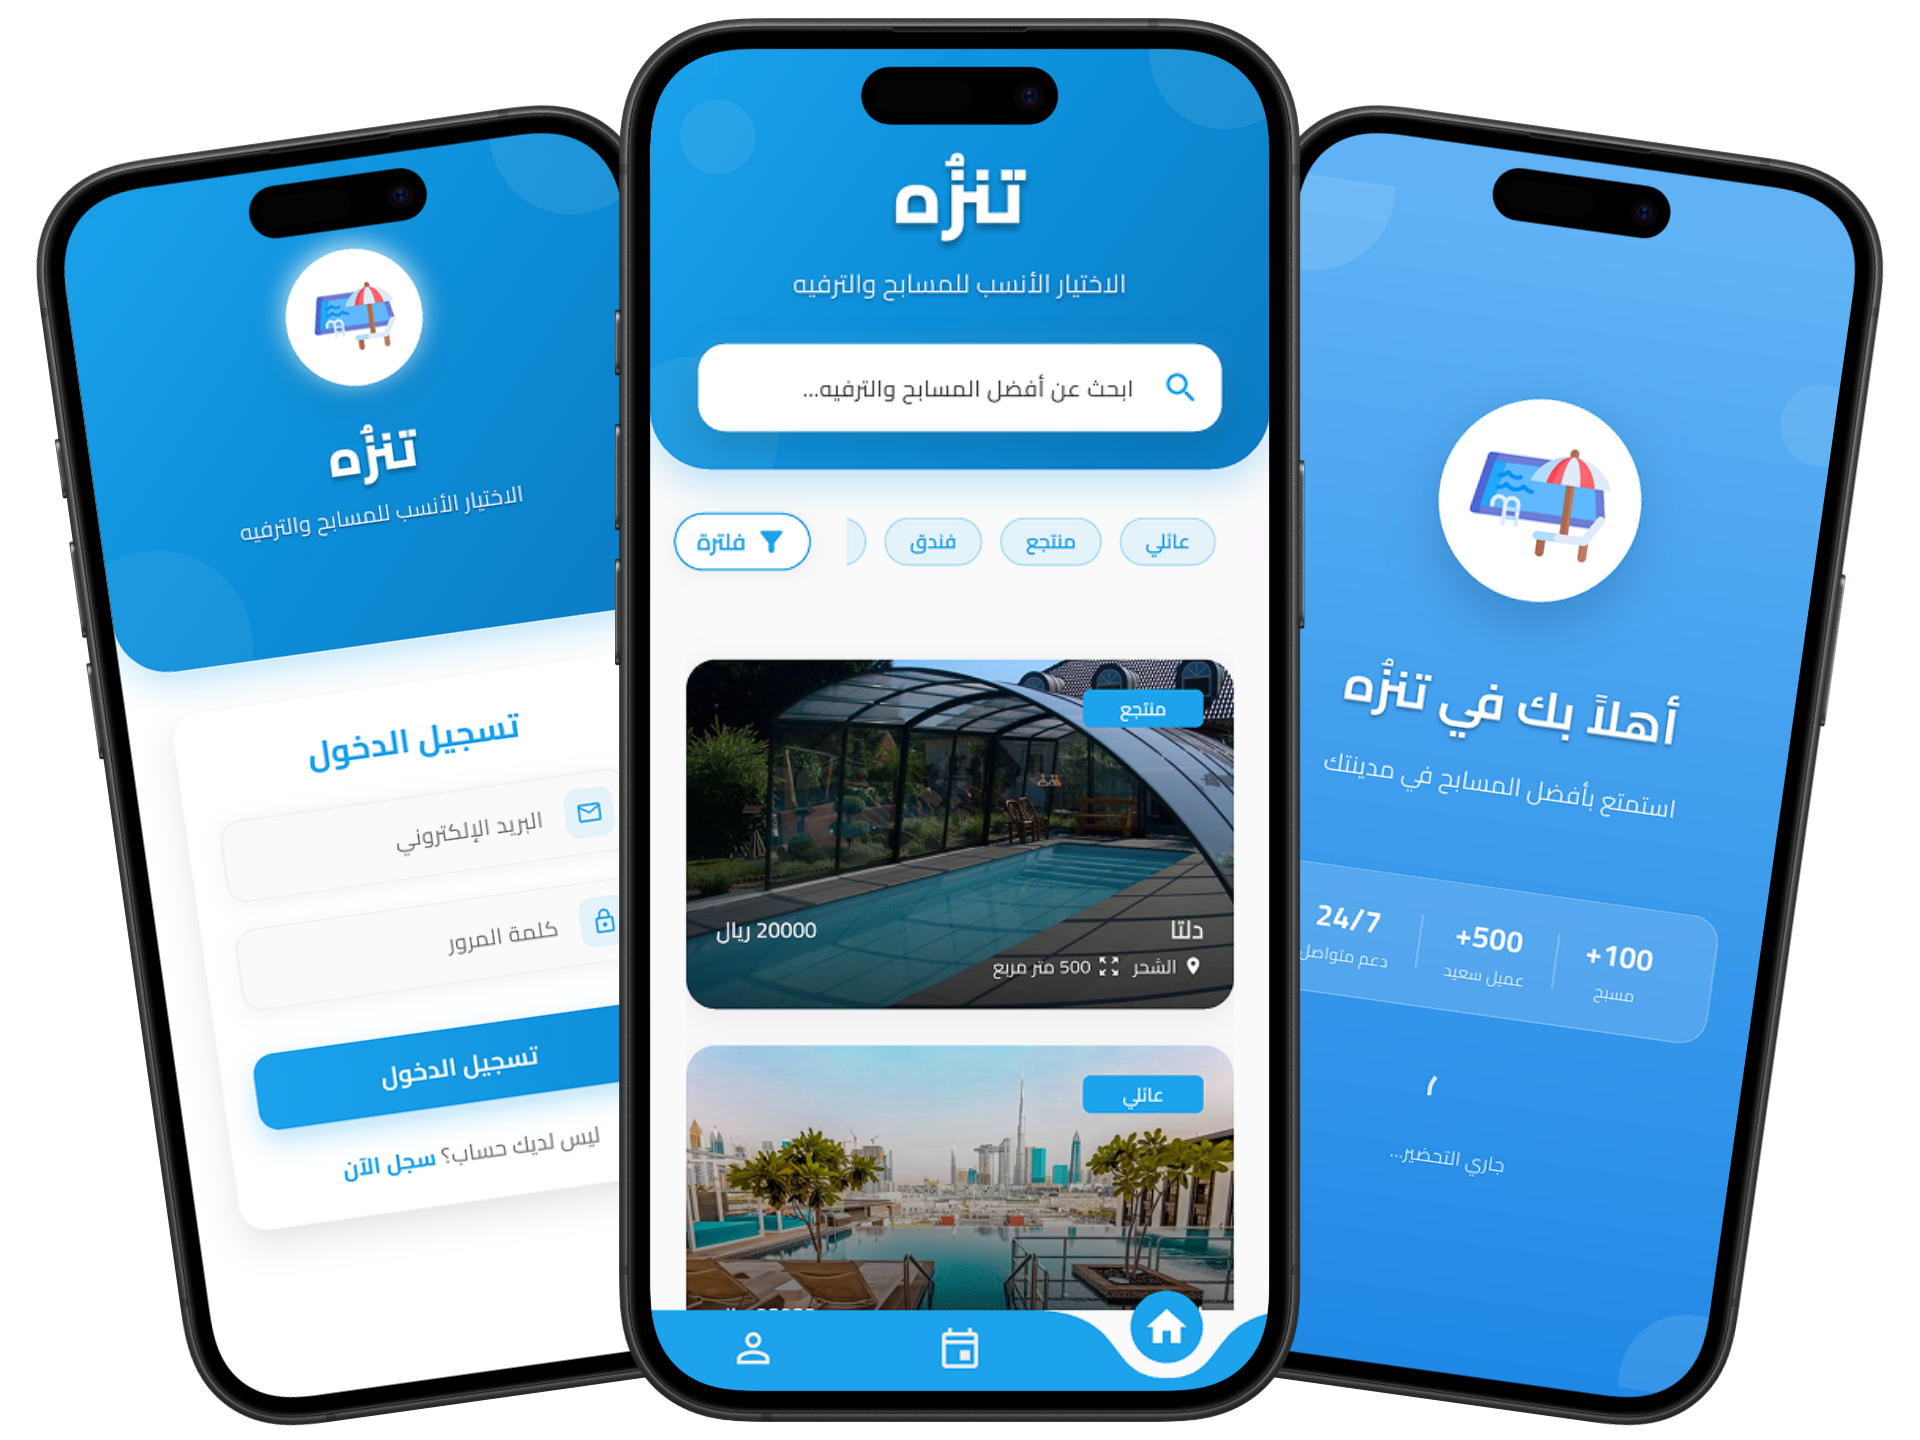 تنزُه
الاختيار الأنسب للمسابح والترفيه
تسجيل الدخول
البريد الإلكتروني
كلمة المرور
تسجيل الدخول
ليس لديك حساب؟ سجل الآن
تنزُه
الاختيار الأنسب للمسابح والترفيه
ابحث عن أفضل المسابح والترفيه...
عائلي
منتجع
فندق
فلترة
منتجع
دلتا
20000 ريال
الشحر
500 متر مربع
عائلي
أهلاً بك في تنزُه
استمتع بأفضل المسابح في مدينتك
+100
مسبح
+500
عميل سعيد
24/7
دعم متواصل
جاري التحضير...